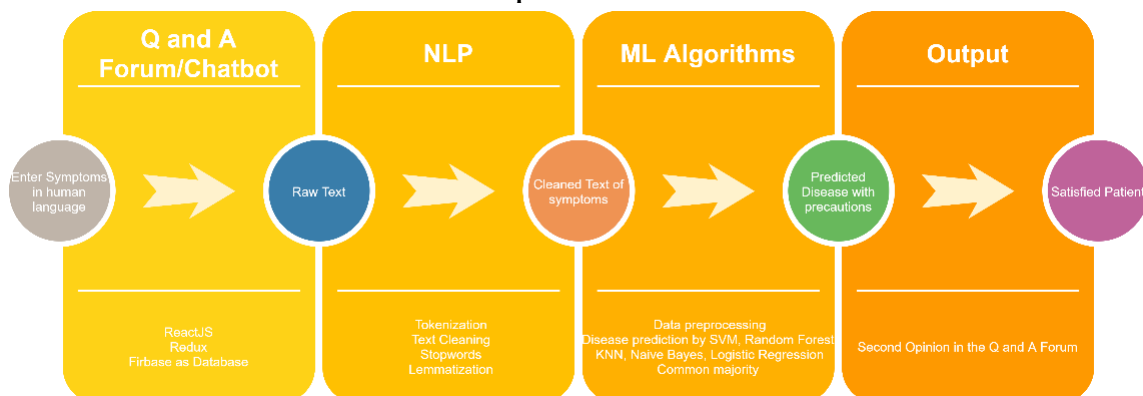 Q and A
Forum/Chatbot
NLP
ML Algorithms
Output
Enter Symptoms
in human
language
Raw Text
Cleaned Text of
symptoms
Predicted
Disease with
precautions
Satisfied Patient
ReactJS
Redux
Firbase as Database
Tokenization
Text Cleaning
Stopwords
Lemmatization
Data preprocessing
Disease prediction by SVM, Random Forest
KNN, Naive Bayes, Logistic Regression
Common majority
Second Opinion in the Q and A Forum